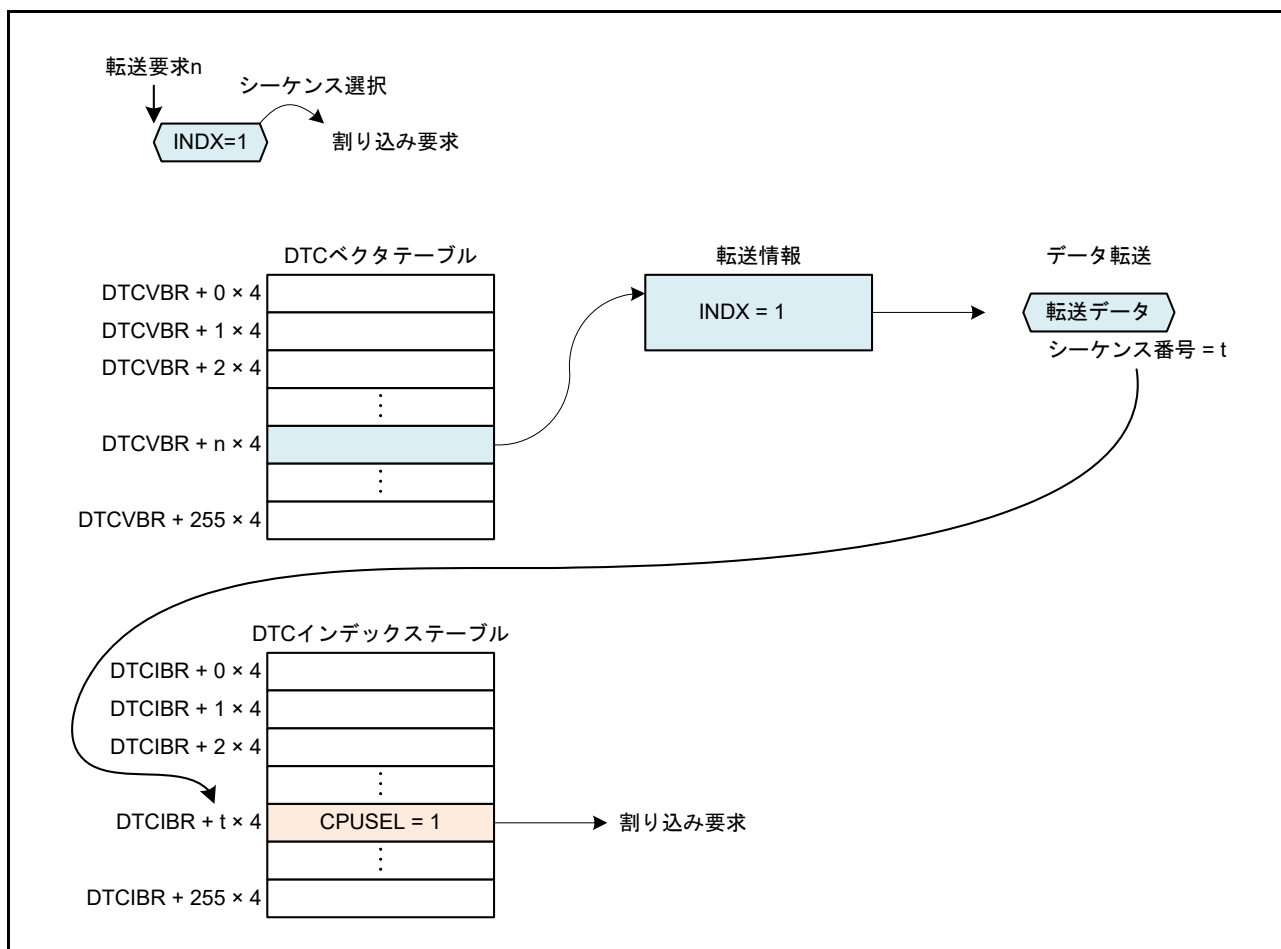 転送要求n
シーケンス選択
INDX=1
割り込み要求
DTCベクタテーブル
転送情報
データ転送
DTCVBR + 0 × 4
DTCVBR + 1 × 4
DTCVBR + 2 × 4
⋮
DTCVBR + n × 4
⋮
DTCVBR + 255 × 4
INDX = 1
転送データ
シーケンス番号 = t
DTCインデックステーブル
DTCIBR + 0 × 4
DTCIBR + 1 × 4
DTCIBR + 2 × 4
⋮
DTCIBR + t × 4
CPUSEL = 1
割り込み要求
⋮
DTCIBR + 255 × 4